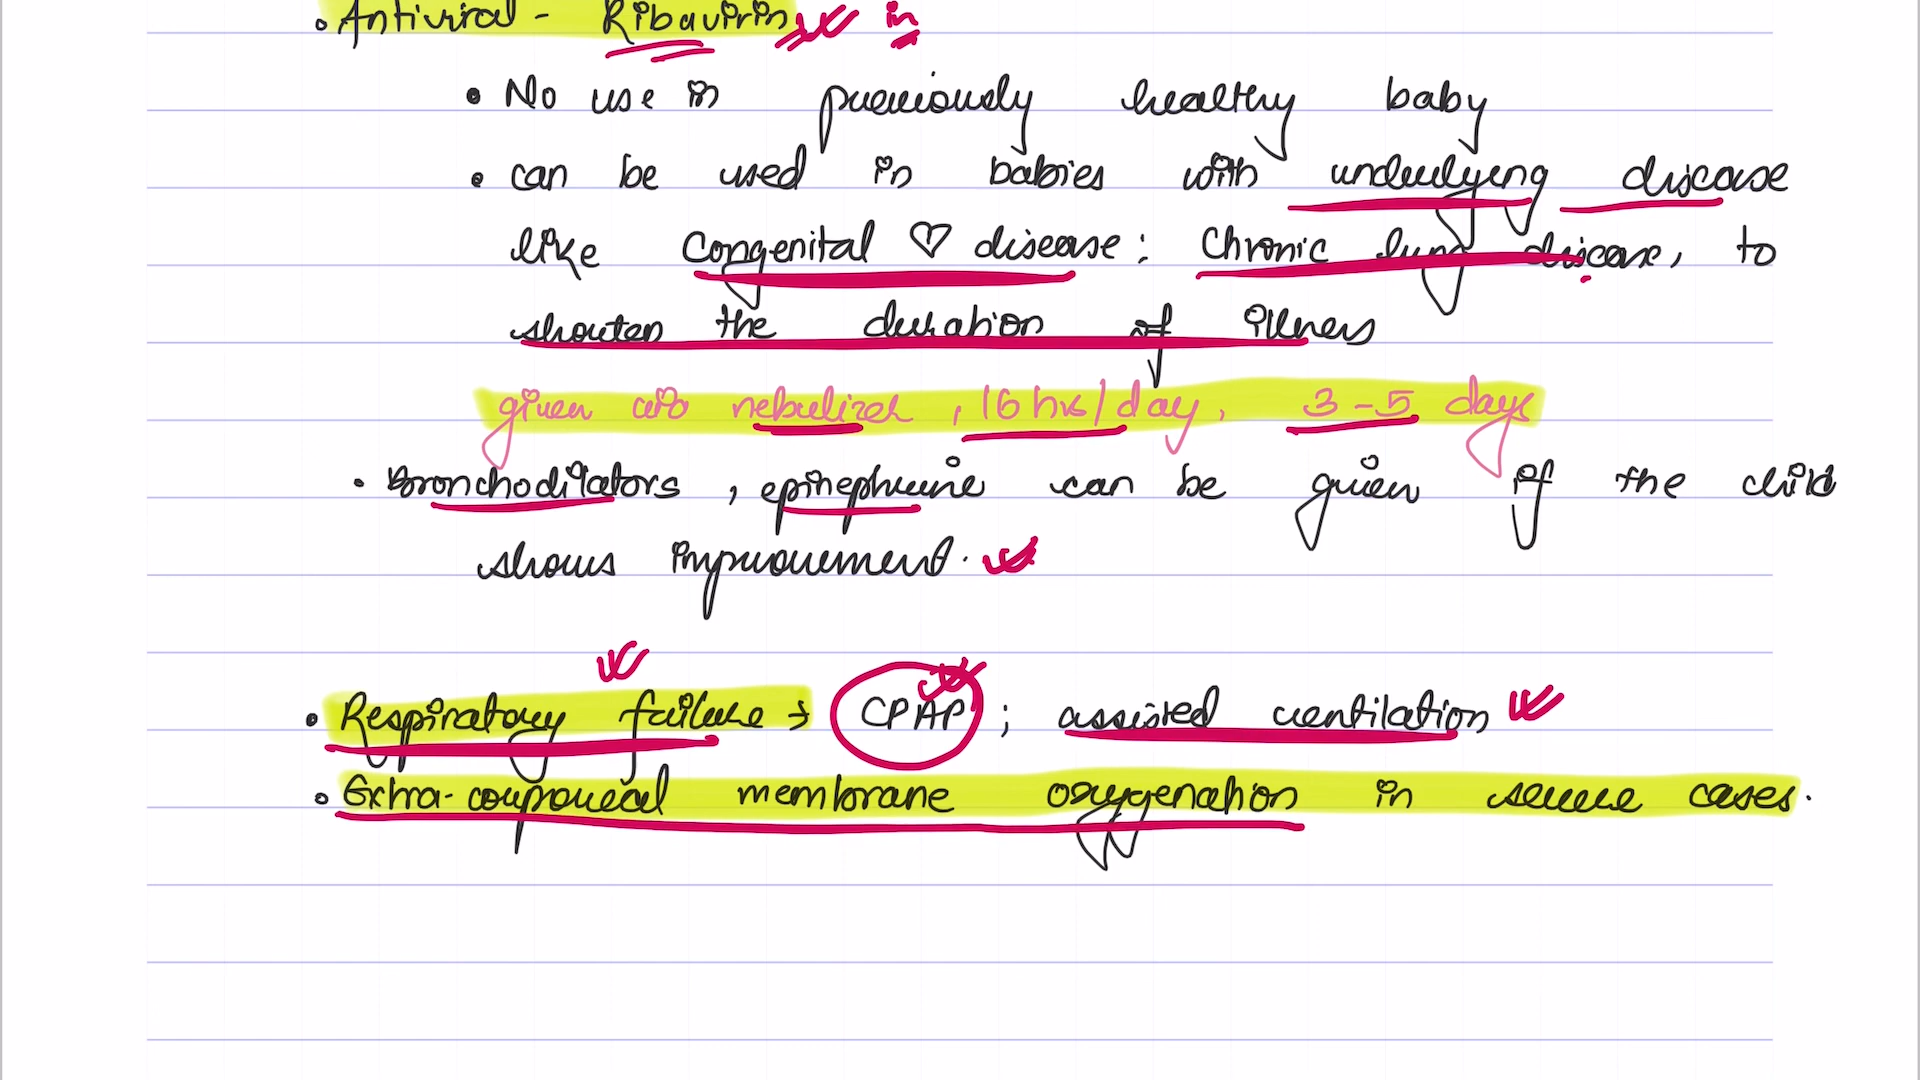 • Antiviral - Ribavirin in
• No use in previously healthy baby
• can be used in babies with underlying disease
like Congenital ♡ disease: Chronic lung disease, to
shorten the duration of illness
given via nebulizer, 16 hrs/day, 3-5 days
• Bronchodilators, epinephrine can be given if the child
shows improvement.
• Respiratory failure → CPAP; assisted ventilation
• Extra-corporeal membrane oxygenation in severe cases.